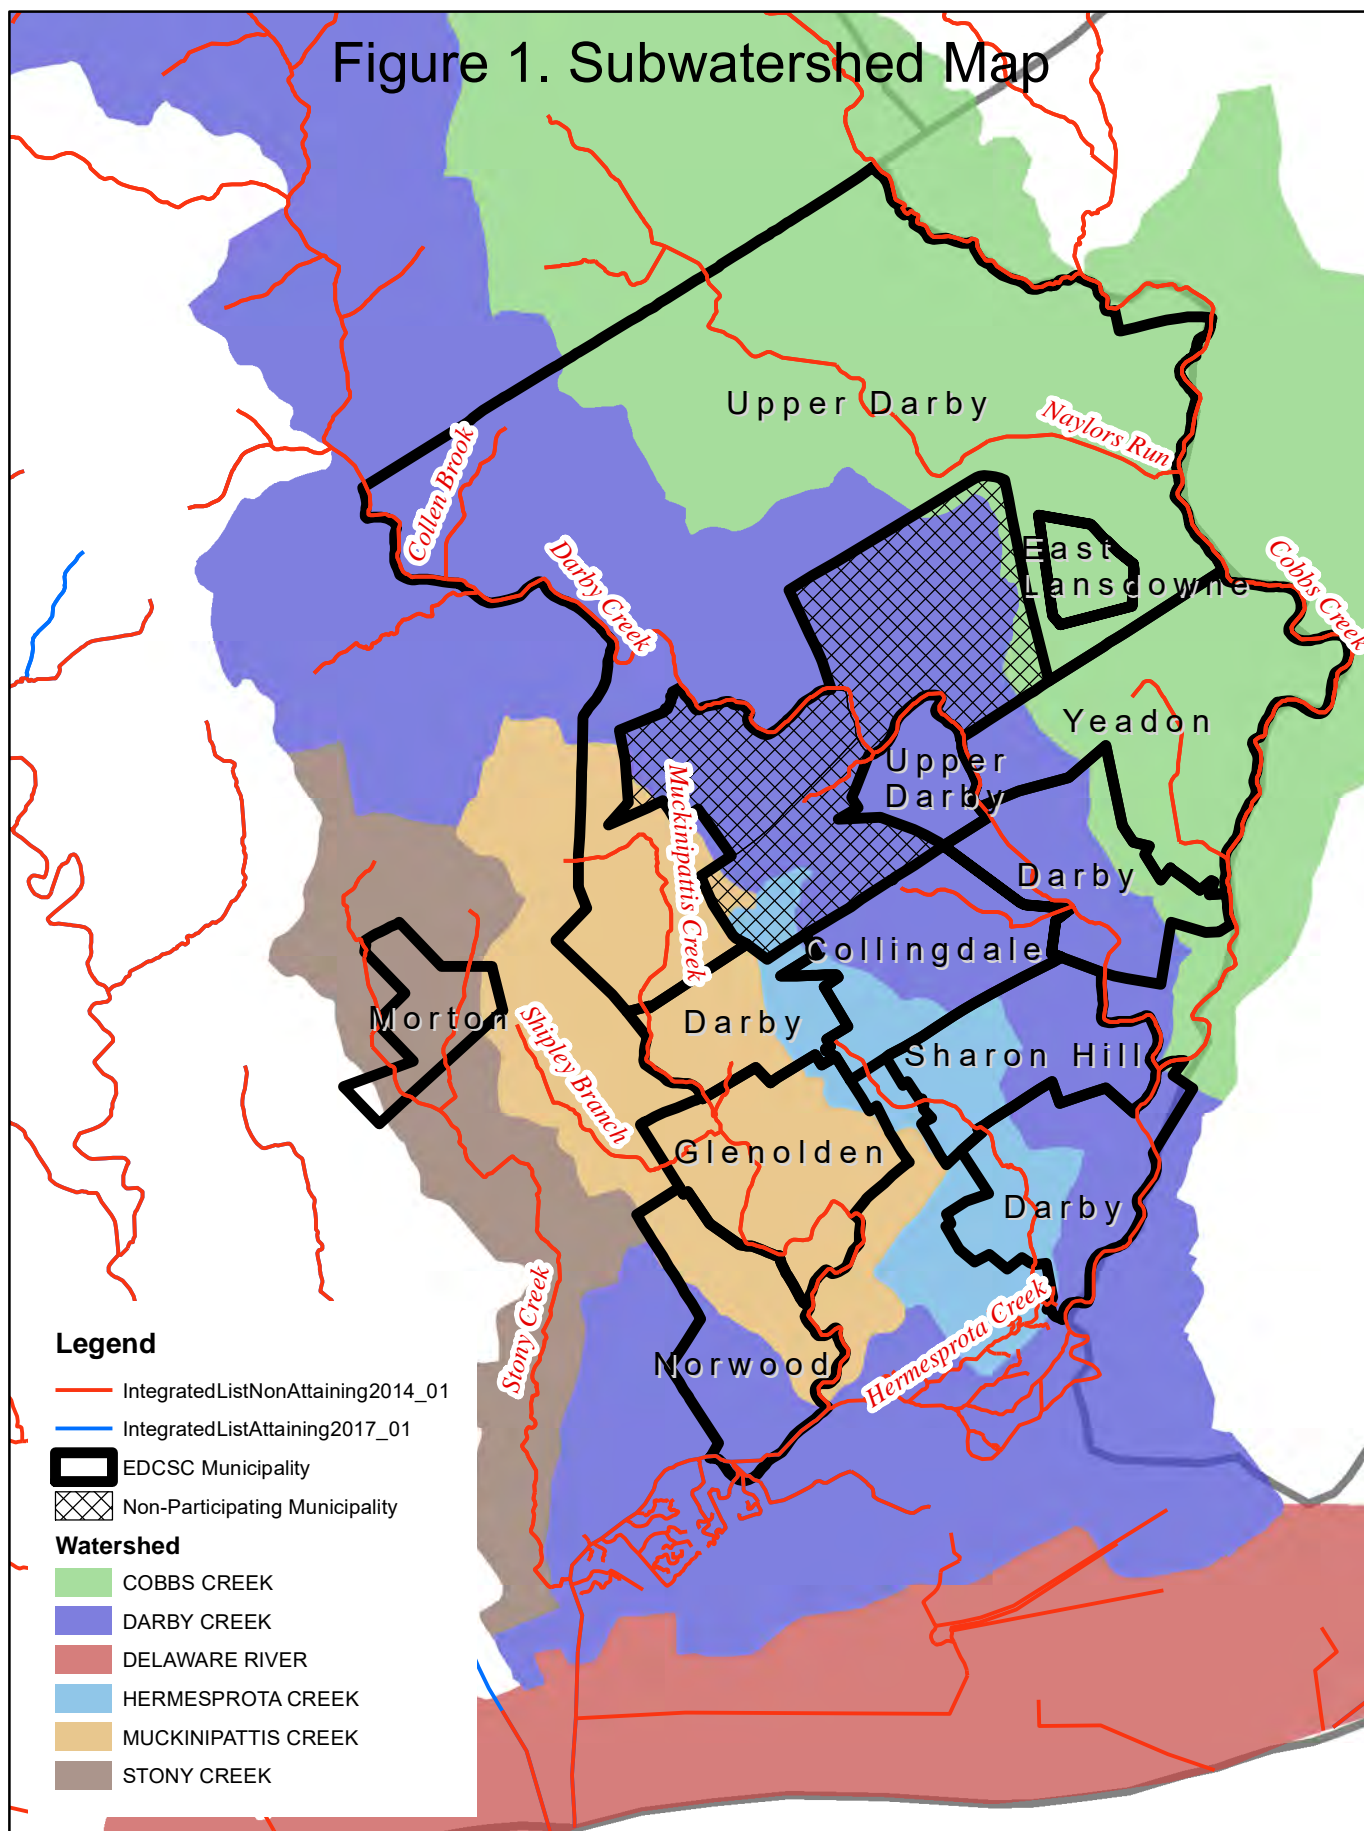 Figure 1. Subwatershed Map
Upper Darby
Naylors Run
Collen Brook
Darby Creek
East
Lansdowne
Cobbs Creek
Yeadon
Upper
Darby
Muckinipattis Creek
Darby
Collingdale
Morton
Shipley Branch
Darby
Sharon Hill
Glenolden
Darby
Stony Creek
Hermesprota Creek
Norwood
Legend
IntegratedListNonAttaining2014_01
IntegratedListAttaining2017_01
EDCSC Municipality
Non-Participating Municipality
Watershed
COBBS CREEK
DARBY CREEK
DELAWARE RIVER
HERMESPROTA CREEK
MUCKINIPATTIS CREEK
STONY CREEK